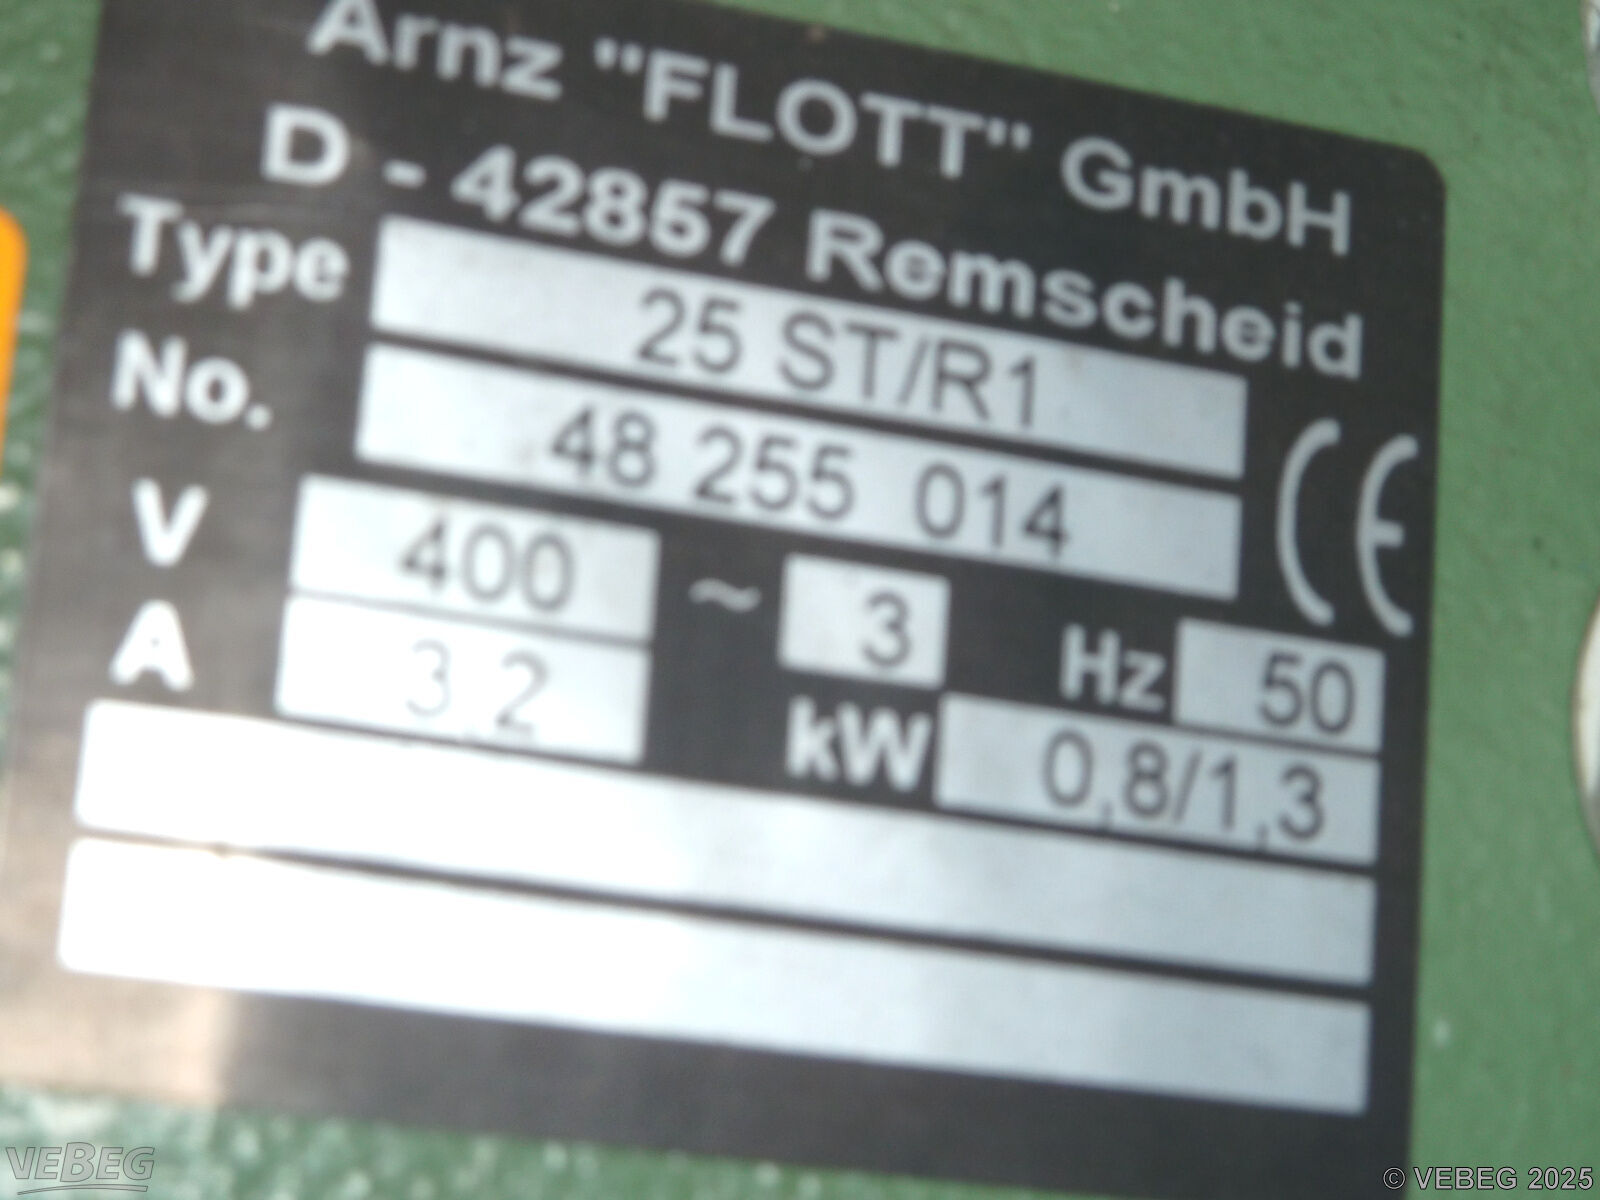 Arnz "FLOTT" GmbH
D - 42857 Remscheid
Type 25 ST/R1
No. 48 255 014
V 400 ~ 3 Hz 50
A 3,2 kW 0,8/1,3
CE
VEBEG
© VEBEG 2025